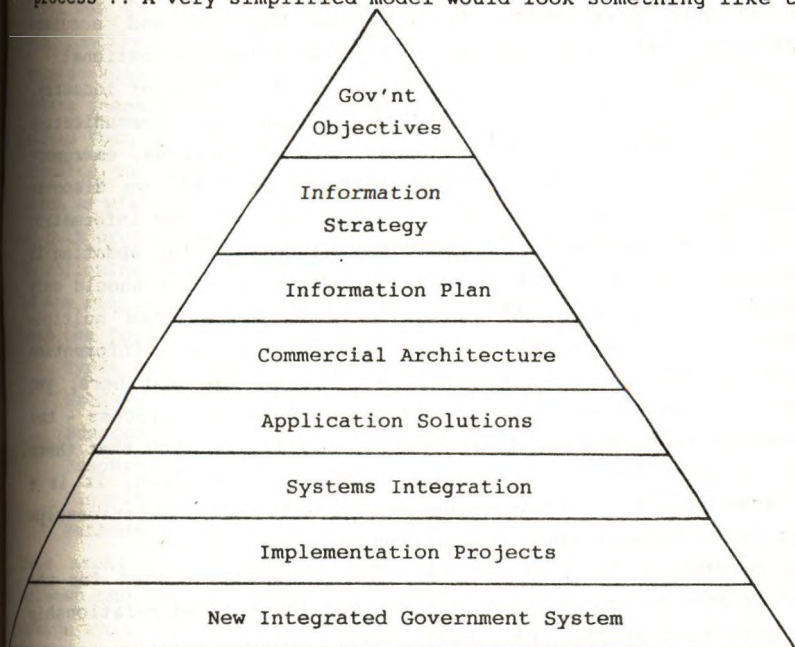 process'. A very simplified model would look something like
Gov'nt
Objectives
Information
Strategy
Information Plan
Commercial Architecture
Application Solutions
Systems Integration
Implementation Projects
New Integrated Government System